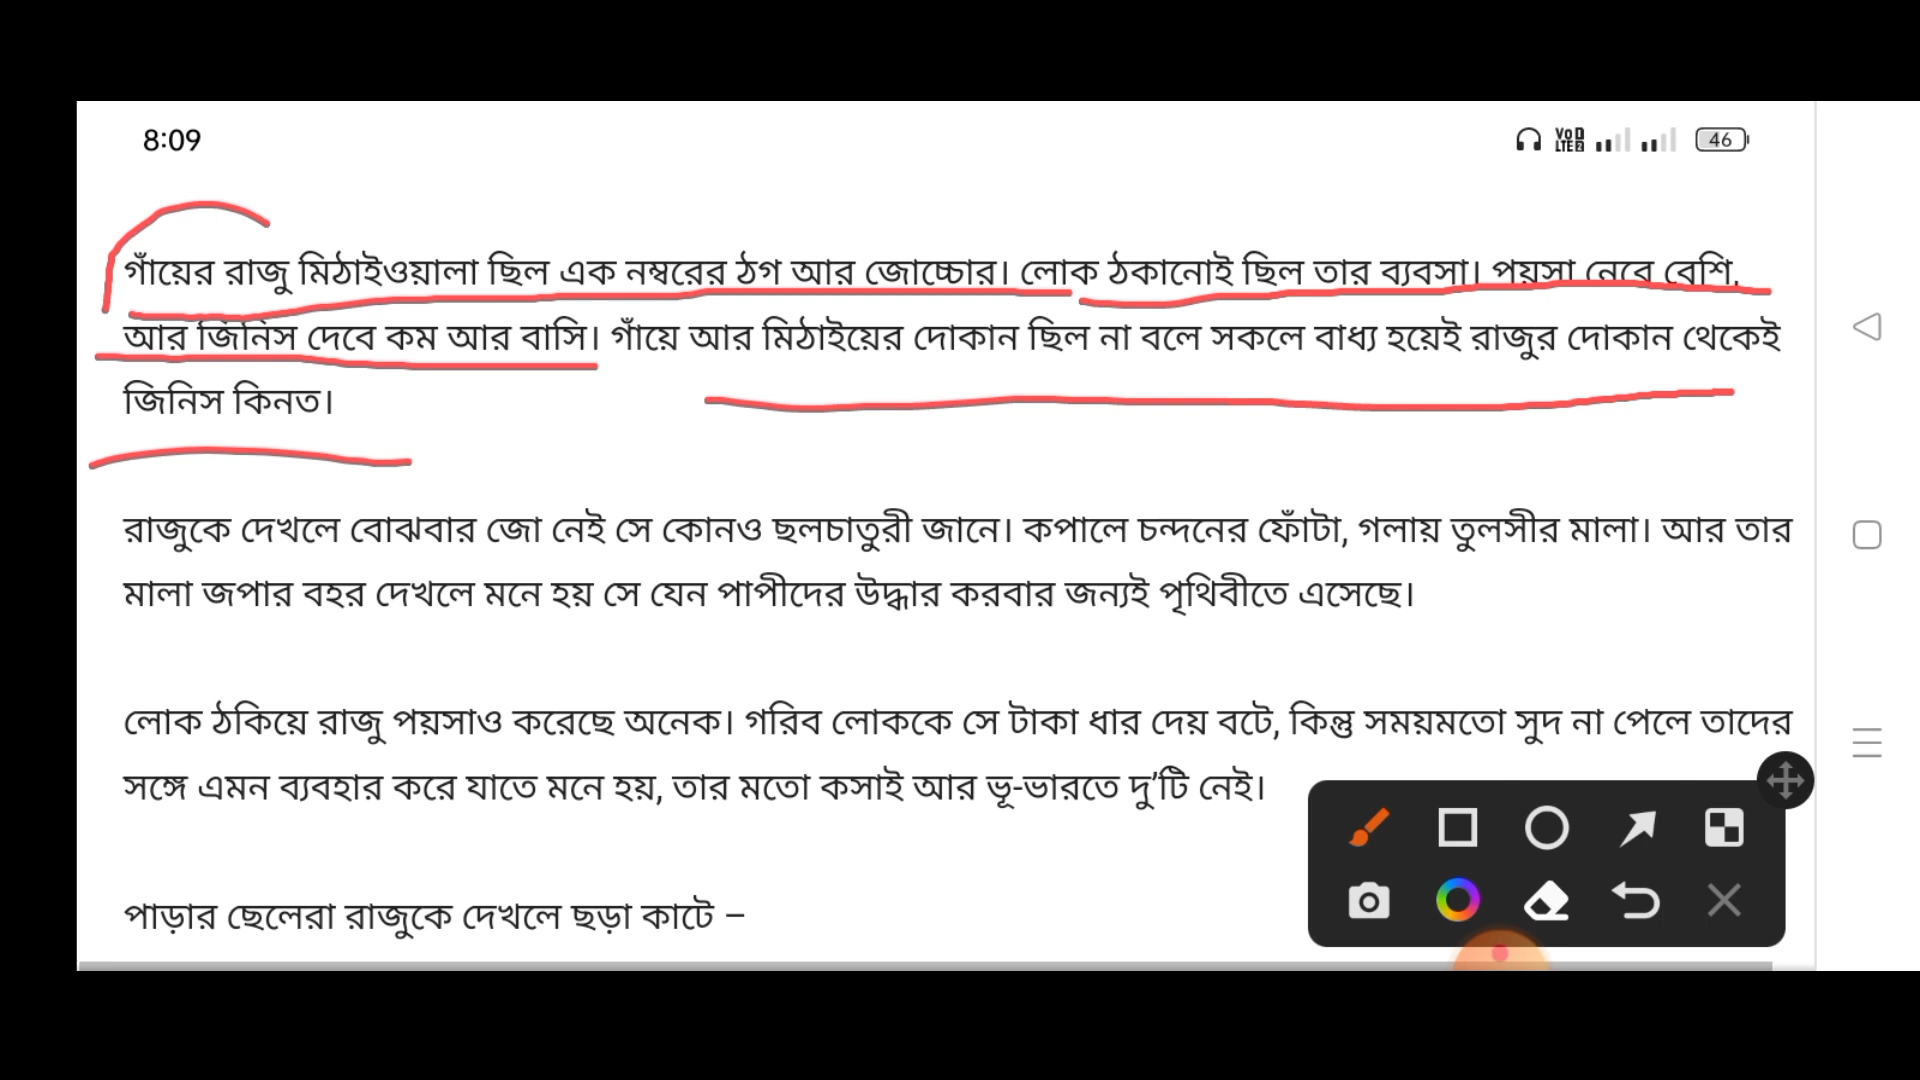 8:09
VoD LTE2 46
গাঁয়ের রাজু মিঠাইওয়ালা ছিল এক নম্বরের ঠগ আর জোচ্চোর। লোক ঠকানোই ছিল তার ব্যবসা। পয়সা নেবে বেশি,
আর জিনিস দেবে কম আর বাসি। গাঁয়ে আর মিঠাইয়ের দোকান ছিল না বলে সকলে বাধ্য হয়েই রাজুর দোকান থেকেই
জিনিস কিনত।
রাজুকে দেখলে বোঝবার জো নেই সে কোনও ছলচাতুরী জানে। কপালে চন্দনের ফোঁটা, গলায় তুলসীর মালা। আর তার
মালা জপার বহর দেখলে মনে হয় সে যেন পাপীদের উদ্ধার করবার জন্যই পৃথিবীতে এসেছে।
লোক ঠকিয়ে রাজু পয়সাও করেছে অনেক। গরিব লোককে সে টাকা ধার দেয় বটে, কিন্তু সময়মতো সুদ না পেলে তাদের
সঙ্গে এমন ব্যবহার করে যাতে মনে হয়, তার মতো কসাই আর ভূ-ভারতে দু’টি নেই।
পাড়ার ছেলেরা রাজুকে দেখলে ছড়া কাটে –